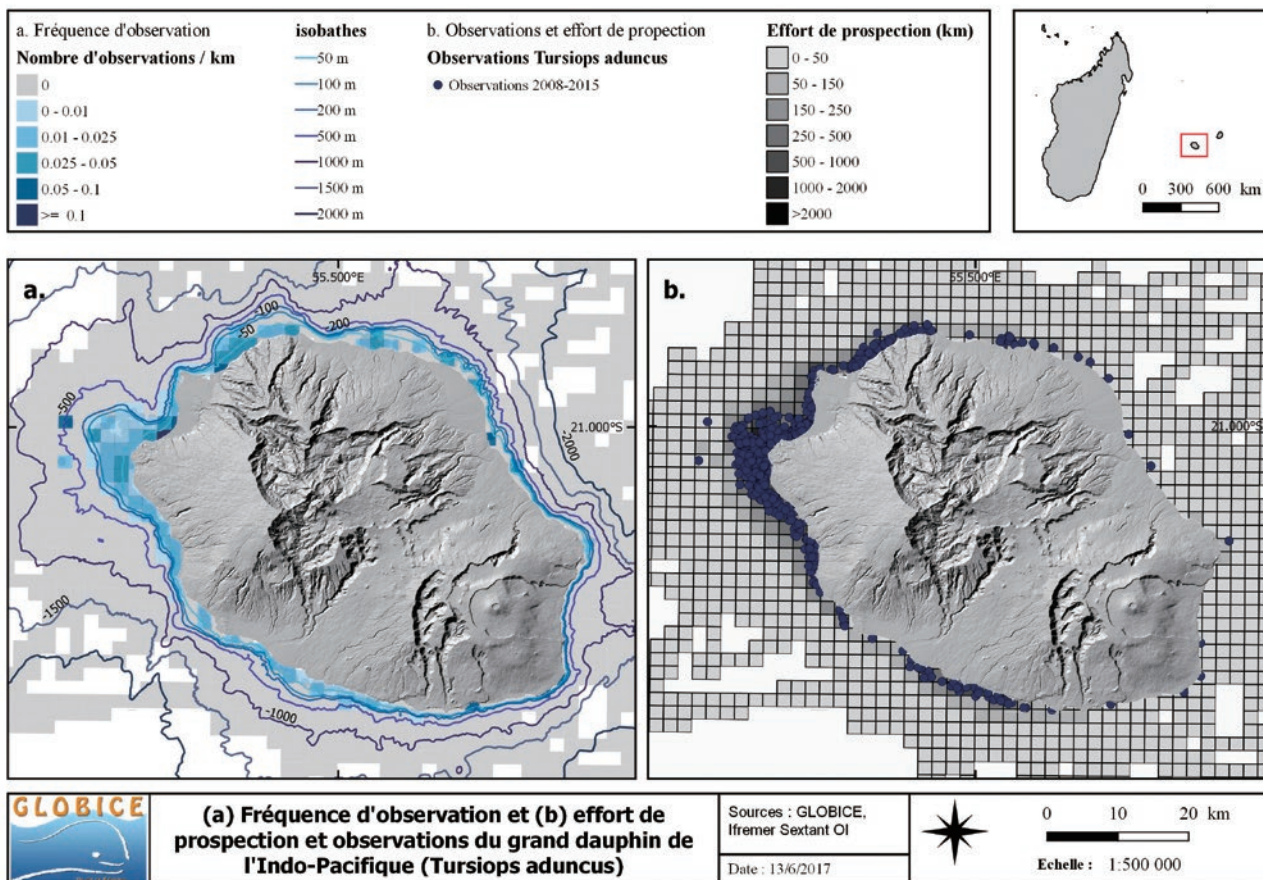 a. Fréquence d'observation
Nombre d'observations / km
0
0 - 0.01
0.01 - 0.025
0.025 - 0.05
0.05 - 0.1
>= 0.1
isobathes
50 m
100 m
200 m
500 m
1000 m
1500 m
2000 m
b. Observations et effort de propection
Observations Tursiops aduncus
Observations 2008-2015
Effort de prospection (km)
0 - 50
50 - 150
150 - 250
250 - 500
500 - 1000
1000 - 2000
>2000
0 300 600 km
a.
55.500°E
-100
-50
-200
-500
21.000°S
-2000
-1500
-1000
b.
55.500°E
21.000°S
GLOBICE
(a) Fréquence d'observation et (b) effort de
prospection et observations du grand dauphin de
l'Indo-Pacifique (Tursiops aduncus)
Sources : GLOBICE,
Ifremer Sextant OI
Date : 13/6/2017
0 10 20 km
Echelle : 1:500 000